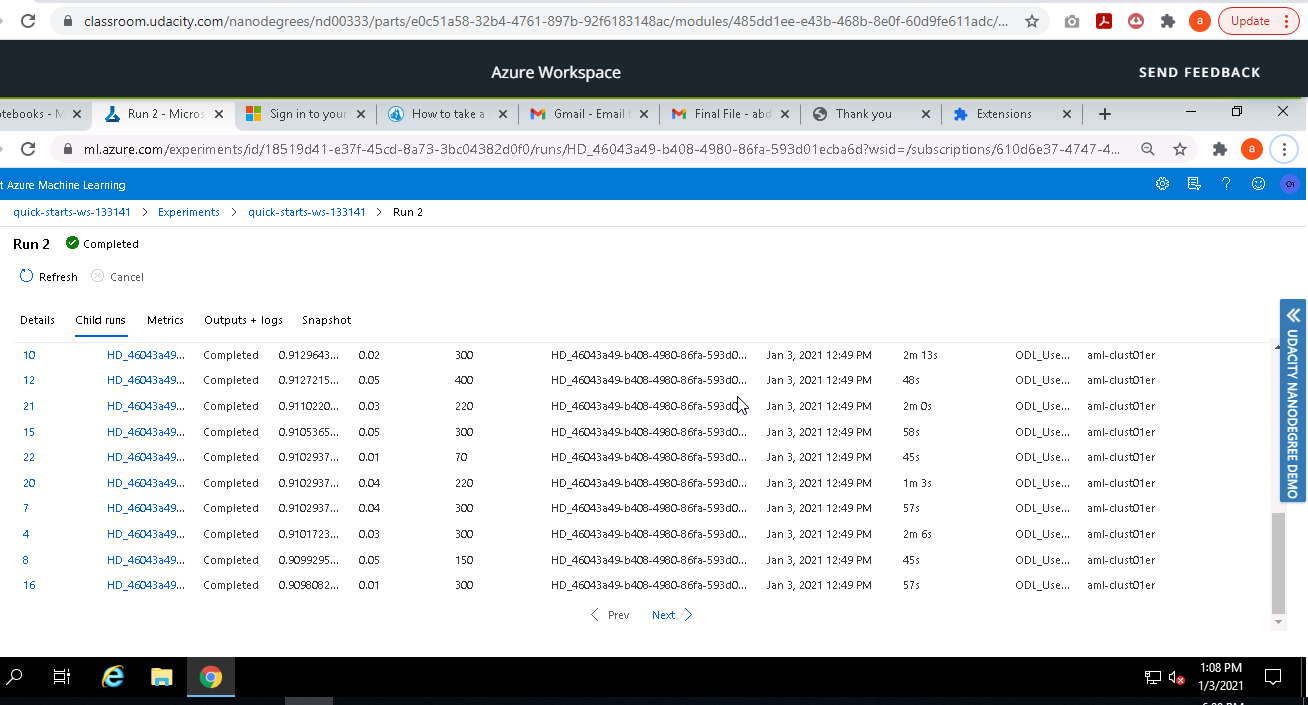 classroom.udacity.com/nanodegrees/nd00333/parts/e0c51a58-32b4-4761-897b-92f6183148ac/modules/485dd1ee-e43b-468b-8e0f-60d9fe611adc/... a Update
Azure Workspace SEND FEEDBACK
tebooks - M Run 2 - Micros Sign in to your How to take a Gmail - Email f Final File - abd Thank you Extensions
ml.azure.com/experiments/id/18519d41-e37f-45cd-8a73-3bc04382d0f0/runs/HD_46043a49-b408-4980-86fa-593d01ecba6d?wsid=/subscriptions/610d6e37-4747-4... a
t Azure Machine Learning
quick-starts-ws-133141 > Experiments > quick-starts-ws-133141 > Run 2
Run 2 Completed
Refresh Cancel
Details Child runs Metrics Outputs + logs Snapshot
10 HD_46043a49... Completed 0.9129643... 0.02 300 HD_46043a49-b408-4980-86fa-593d0... Jan 3, 2021 12:49 PM 2m 13s ODL_Use... aml-clust01er
12 HD_46043a49... Completed 0.9127215... 0.05 400 HD_46043a49-b408-4980-86fa-593d0... Jan 3, 2021 12:49 PM 48s ODL_Use... aml-clust01er
21 HD_46043a49... Completed 0.9110220... 0.03 220 HD_46043a49-b408-4980-86fa-593d0... Jan 3, 2021 12:49 PM 2m 0s ODL_Use... aml-clust01er
15 HD_46043a49... Completed 0.9105365... 0.05 300 HD_46043a49-b408-4980-86fa-593d0... Jan 3, 2021 12:49 PM 58s ODL_Use... aml-clust01er
22 HD_46043a49... Completed 0.9102937... 0.01 70 HD_46043a49-b408-4980-86fa-593d0... Jan 3, 2021 12:49 PM 45s ODL_Use... aml-clust01er
20 HD_46043a49... Completed 0.9102937... 0.04 220 HD_46043a49-b408-4980-86fa-593d0... Jan 3, 2021 12:49 PM 1m 3s ODL_Use... aml-clust01er
7 HD_46043a49... Completed 0.9102937... 0.04 300 HD_46043a49-b408-4980-86fa-593d0... Jan 3, 2021 12:49 PM 57s ODL_Use... aml-clust01er
4 HD_46043a49... Completed 0.9101723... 0.03 300 HD_46043a49-b408-4980-86fa-593d0... Jan 3, 2021 12:49 PM 2m 6s ODL_Use... aml-clust01er
8 HD_46043a49... Completed 0.9099295... 0.05 150 HD_46043a49-b408-4980-86fa-593d0... Jan 3, 2021 12:49 PM 45s ODL_Use... aml-clust01er
16 HD_46043a49... Completed 0.9098082... 0.01 300 HD_46043a49-b408-4980-86fa-593d0... Jan 3, 2021 12:49 PM 57s ODL_Use... aml-clust01er
Prev Next
UDACITY NANODEGREE DEMO
1:08 PM
1/3/2021